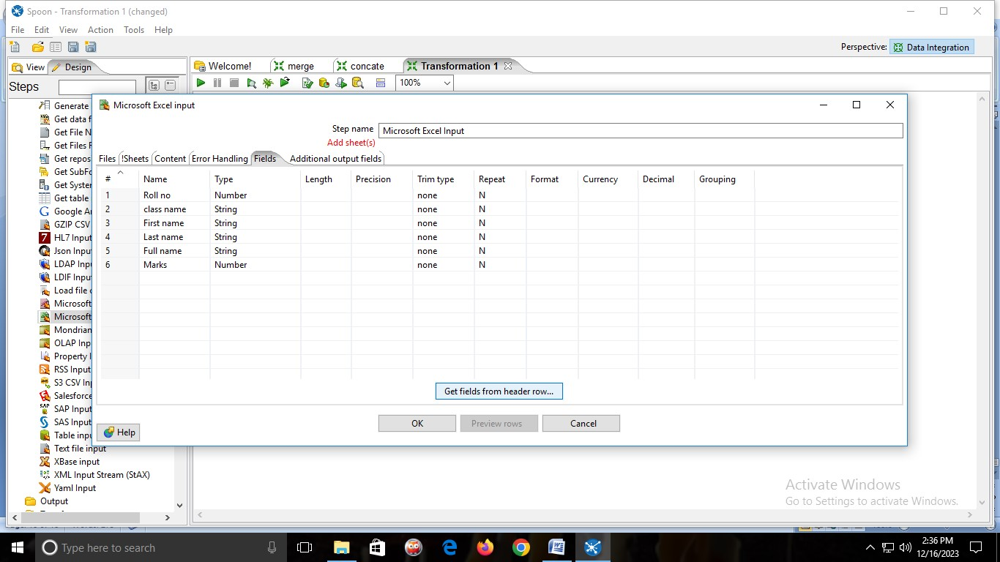 Spoon - Transformation 1 (changed)
File Edit View Action Tools Help
Perspective: Data Integration
View Design
Welcome! merge concate Transformation 1
Steps
100%
Generate
Get data f
Get File N
Get Files F
Get repos
Get SubFo
Get System
Get table
Google An
GZIP CSV
HL7 Input
Json Input
LDAP Inpu
LDIF Input
Load file c
Microsoft
Microsoft
Mondrian
OLAP Inp
Property I
RSS Input
S3 CSV Inp
Salesforce
SAP Input
SAS Input
Table inpu
Text file input
XBase input
XML Input Stream (StAX)
Yaml Input
Output
Microsoft Excel input
Step name Microsoft Excel Input
Add sheet(s)
Files !Sheets Content Error Handling Fields Additional output fields
# Name Type Length Precision Trim type Repeat Format Currency Decimal Grouping
1 Roll no Number none N
2 class name String none N
3 First name String none N
4 Last name String none N
5 Full name String none N
6 Marks Number none N
Get fields from header row...
OK Preview rows Cancel
Help
Activate Windows
Go to Settings to activate Windows.
Type here to search
2:36 PM
12/16/2023